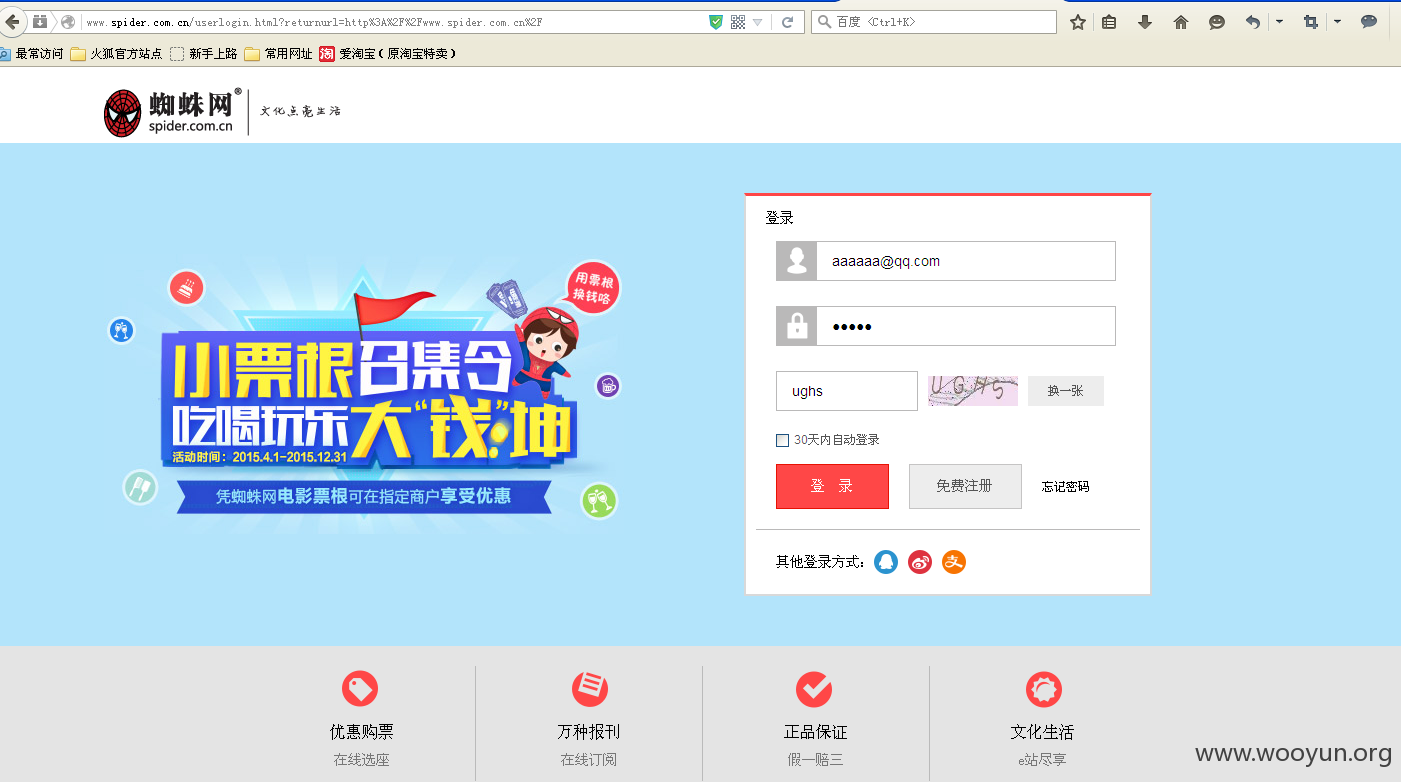 www.spider.com.cn/userlogin.html?returnurl=http%3A%2F%2Fwww.spider.com.cn%2F
百度 <Ctrl+K>
最常访问 火狐官方站点 新手上路 常用网址 淘 爱淘宝（原淘宝特卖）
蜘蛛网®
spider.com.cn
文化点亮生活
登录
aaaaaa@qq.com
•••••
ughs UGHS 换一张
30天内自动登录
登 录 免费注册 忘记密码
其他登录方式：
支
用票根
换钱咯
小票根召集令
吃喝玩乐大“钱”坤
活动时间：2015.4.1-2015.12.31
凭蜘蛛网电影票根可在指定商户享受优惠
优惠购票 万种报刊 正品保证 文化生活
在线选座 在线订阅 假一赔三 e站尽享
www.wooyun.org